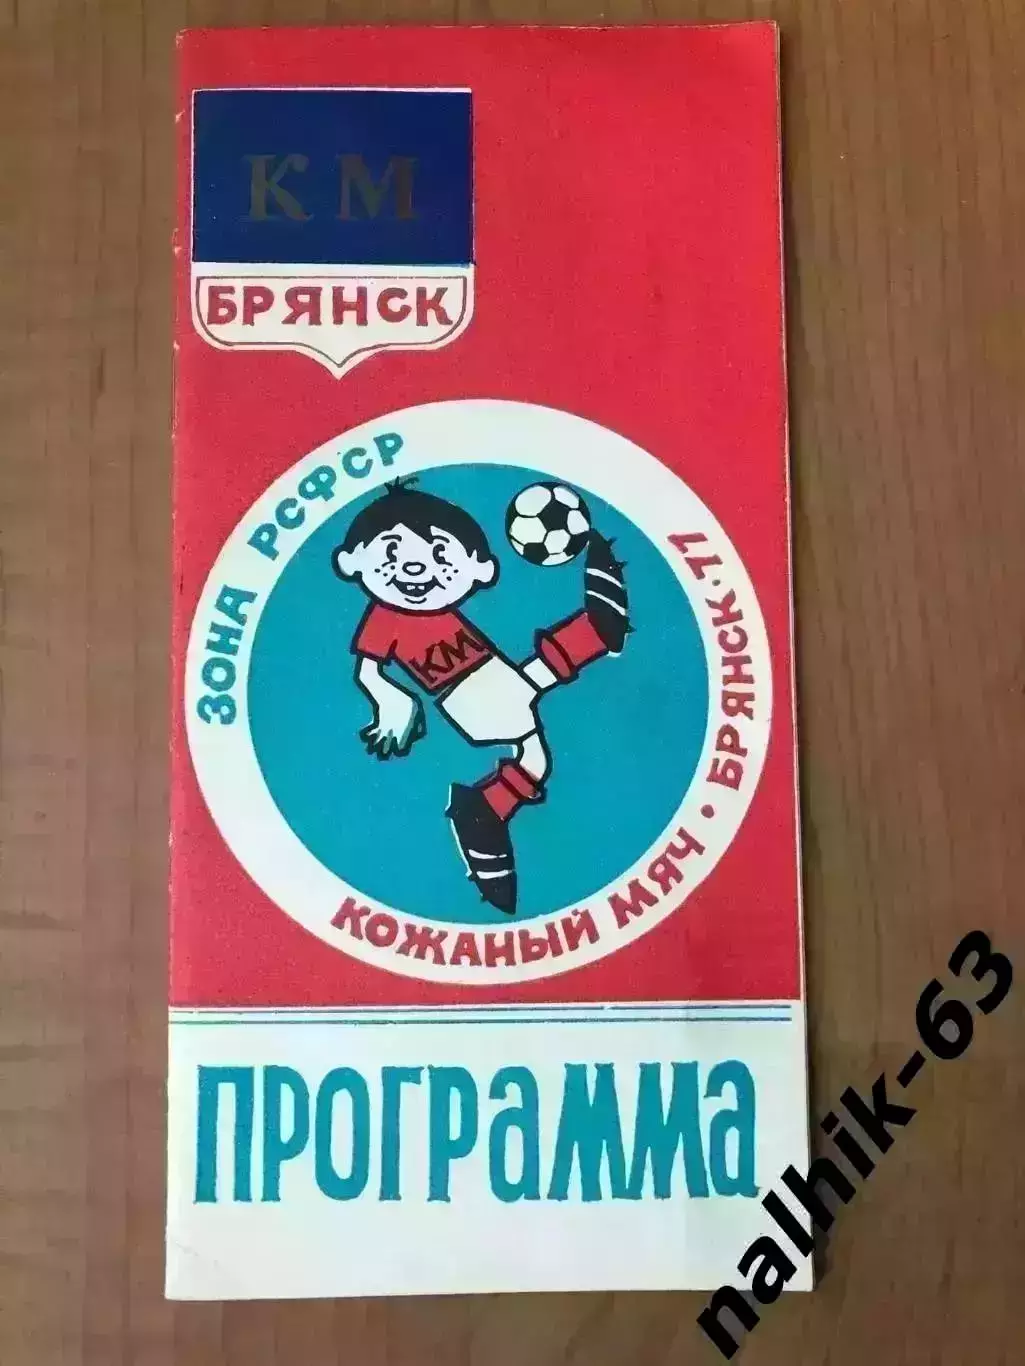 КМ
БРЯНСК
ЗОНА РСФСР
КМ
КОЖАНЫЙ МЯЧ • БРЯНСК•77
ПРОГРАММА
nalhik-63